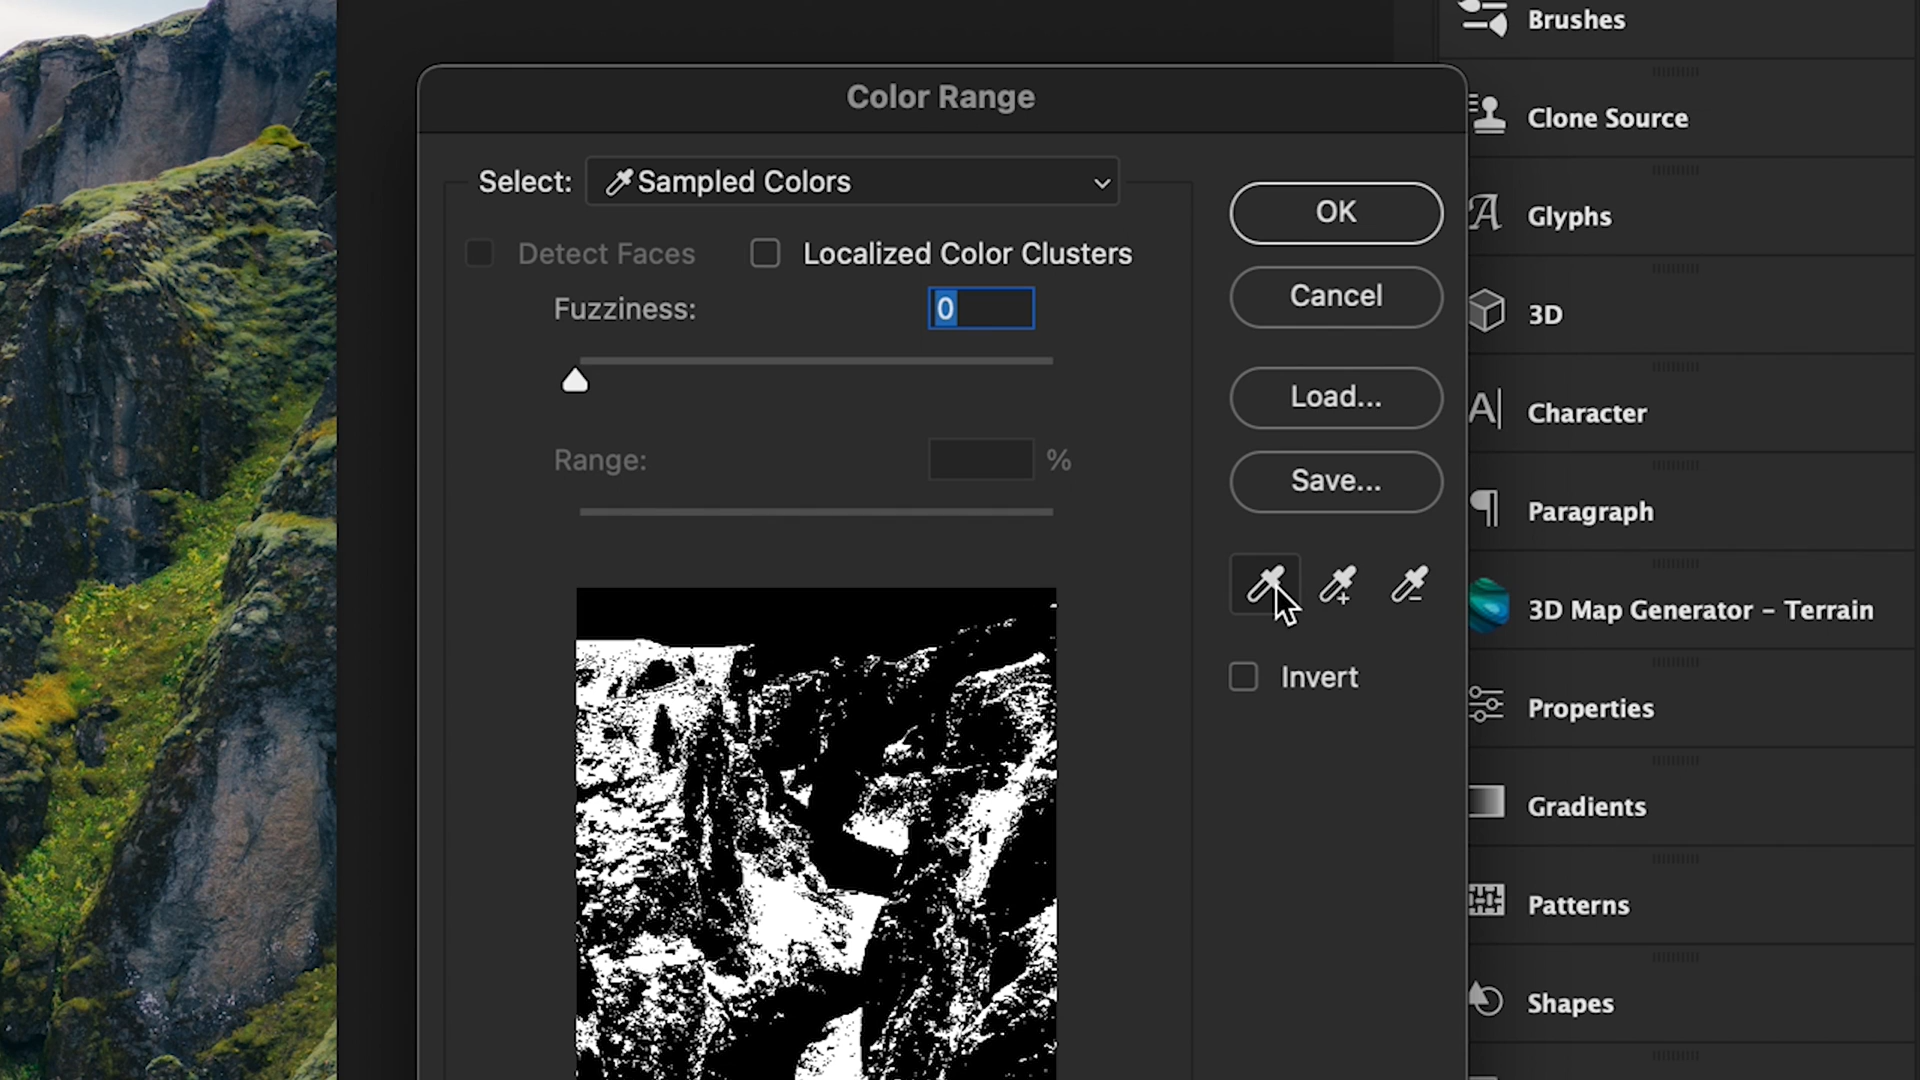 Color Range
Select: Sampled Colors
Detect Faces
Localized Color Clusters
Fuzziness: 0
Range: %
OK
Cancel
Load...
Save...
Invert
Brushes
Clone Source
Glyphs
3D
Character
Paragraph
3D Map Generator – Terrain
Properties
Gradients
Patterns
Shapes